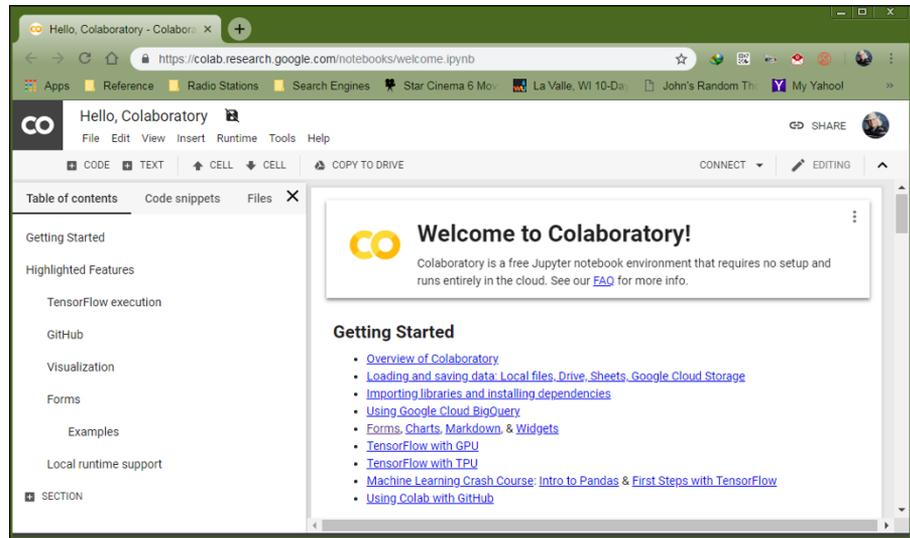 Hello, Colaboratory - Colabora
https://colab.research.google.com/notebooks/welcome.ipynb
Apps Reference Radio Stations Search Engines Star Cinema 6 Mov La Valle, WI 10-Da John's Random Tho My Yahoo! »
CO Hello, Colaboratory
File Edit View Insert Runtime Tools Help
SHARE
CODE TEXT CELL CELL COPY TO DRIVE CONNECT EDITING
Table of contents Code snippets Files
Getting Started
Highlighted Features
TensorFlow execution
GitHub
Visualization
Forms
Examples
Local runtime support
SECTION
CO Welcome to Colaboratory!
Colaboratory is a free Jupyter notebook environment that requires no setup and
runs entirely in the cloud. See our FAQ for more info.
Getting Started
• Overview of Colaboratory
• Loading and saving data: Local files, Drive, Sheets, Google Cloud Storage
• Importing libraries and installing dependencies
• Using Google Cloud BigQuery
• Forms, Charts, Markdown, & Widgets
• TensorFlow with GPU
• TensorFlow with TPU
• Machine Learning Crash Course: Intro to Pandas & First Steps with TensorFlow
• Using Colab with GitHub